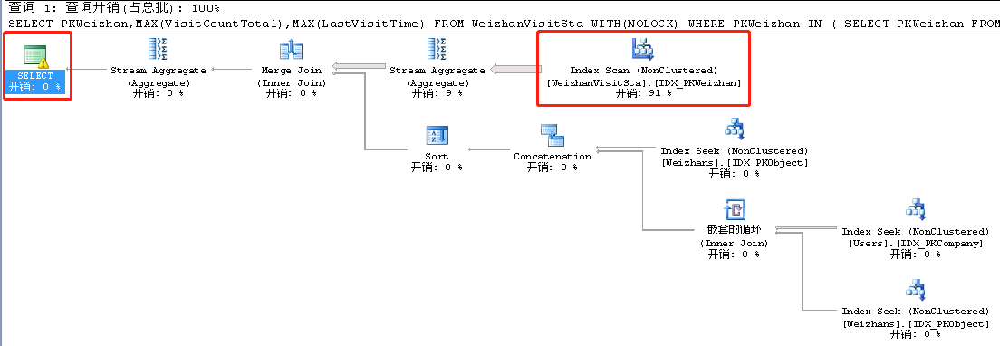 查询 1: 查询开销(占总批): 100%
SELECT PKWeizhan,MAX(VisitCountTotal),MAX(LastVisitTime) FROM WeizhanVisitSta WITH(NOLOCK) WHERE PKWeizhan IN ( SELECT PKWeizhan FROM
SELECT
开销: 0 %
Stream Aggregate
(Aggregate)
开销: 0 %
Merge Join
(Inner Join)
开销: 0 %
Stream Aggregate
(Aggregate)
开销: 9 %
Index Scan (NonClustered)
[WeizhanVisitSta].[IDX_PKWeizhan]
开销: 91 %
Sort
开销: 0 %
Concatenation
开销: 0 %
Index Seek (NonClustered)
[Weizhans].[IDX_PKObject]
开销: 0 %
嵌套的循环
(Inner Join)
开销: 0 %
Index Seek (NonClustered)
[Users].[IDX_PKCompany]
开销: 0 %
Index Seek (NonClustered)
[Weizhans].[IDX_PKObject]
开销: 0 %